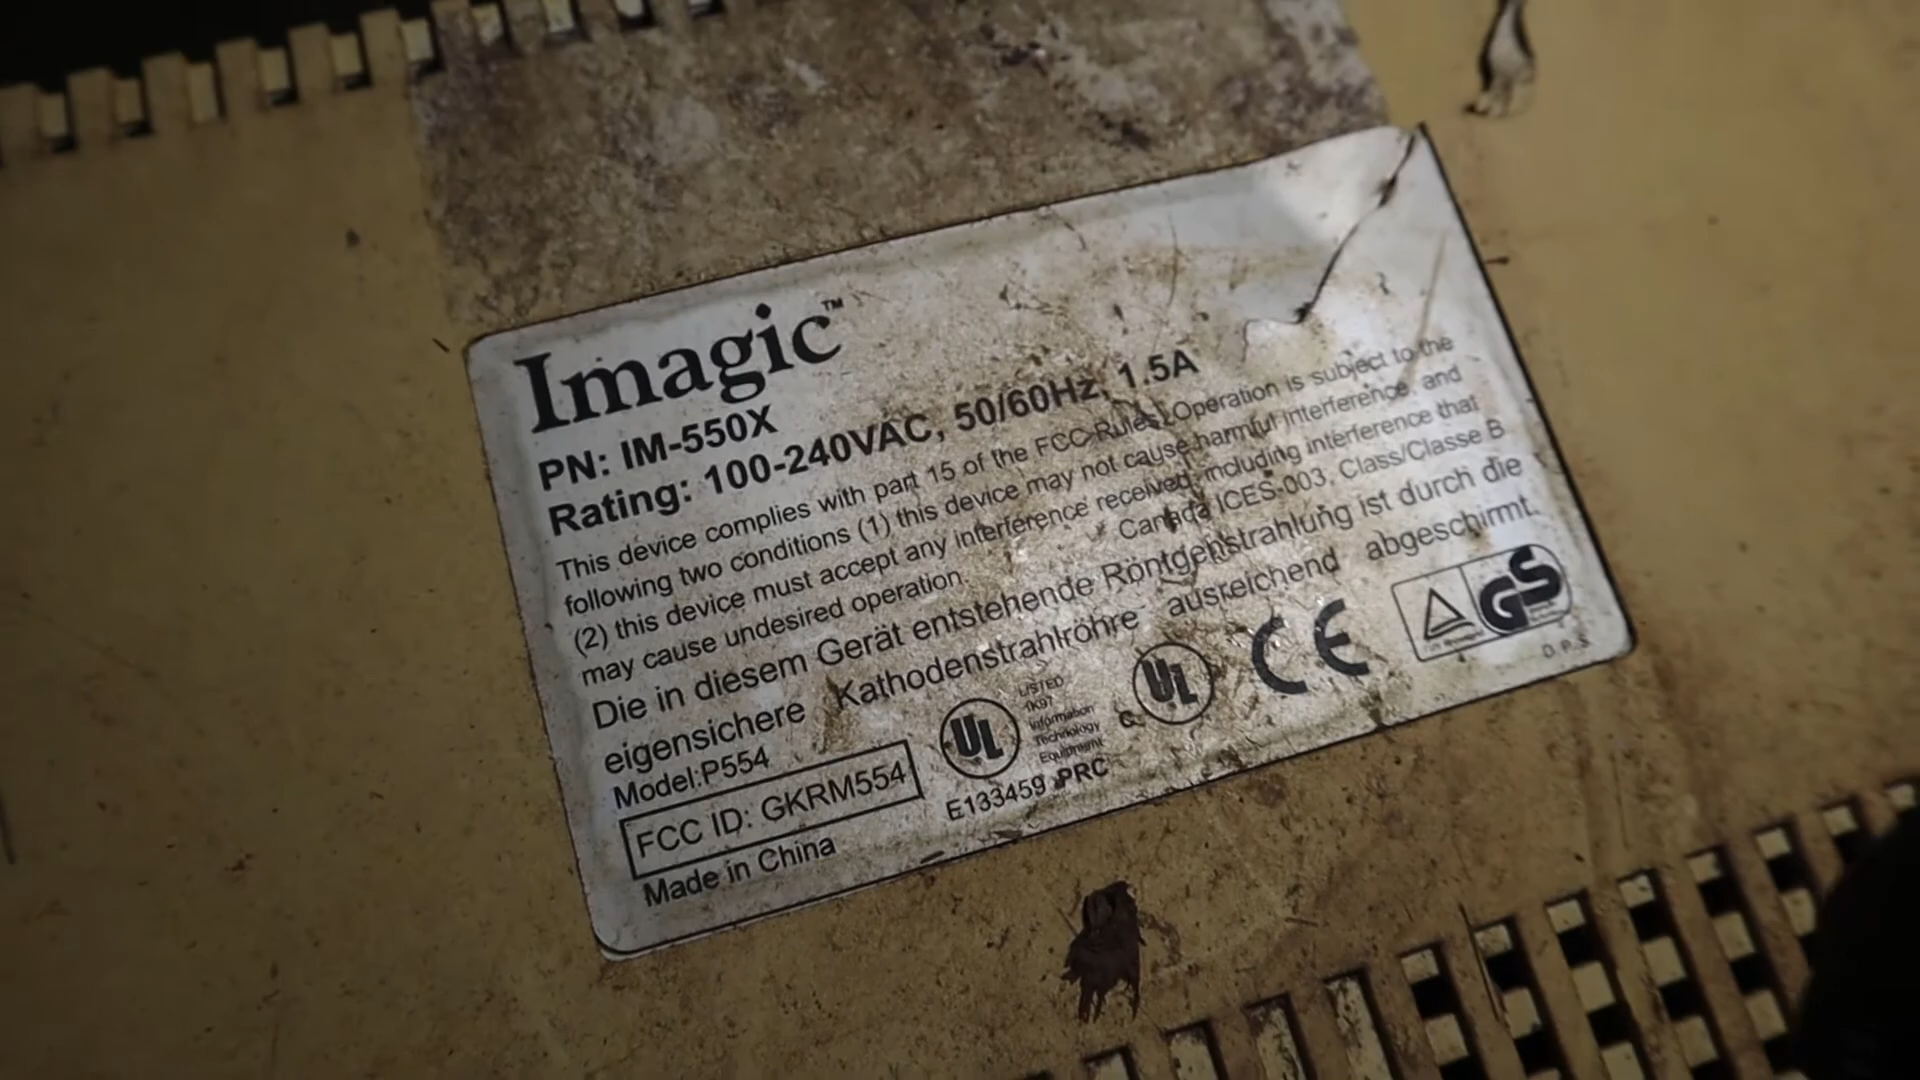 Imagic™
PN: IM-550X
Rating: 100-240VAC, 50/60Hz, 1.5A
This device complies with part 15 of the FCC Rules. Operation is subject to the
following two conditions (1) this device may not cause harmful interference, and
(2) this device must accept any interference received, including interference that
may cause undesired operation.
Canada ICES-003, Class/Classe B
Die in diesem Gerät entstehende Röntgenstrahlung ist durch die
eigensichere Kathodenstrahlröhre ausreichend abgeschirmt.
Model:P554
FCC ID: GKRM554
Made in China
UL
LISTED
Information
Technology
Equipment
E133459 PRC
C UL
CE
GS
D.P.S.